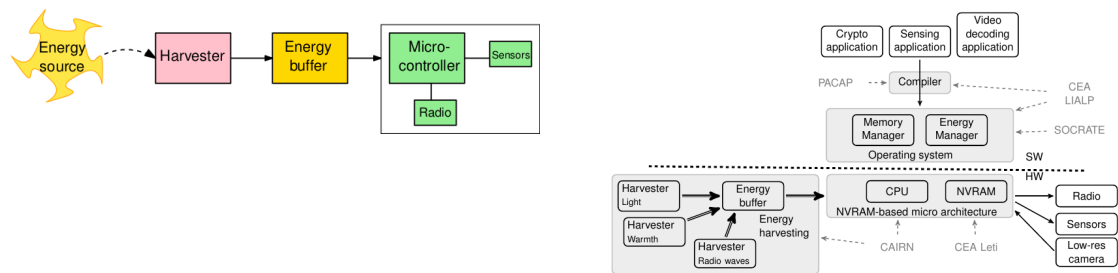 Energy
source
Harvester
Energy
buffer
Micro-
controller
Sensors
Radio
Crypto
application
Sensing
application
Video
decoding
application
PACAP
Compiler
CEA
LIALP
Memory
Manager
Energy
Manager
SOCRATE
Operating system
SW
HW
Harvester
Light
Energy
buffer
CPU
NVRAM
Radio
NVRAM-based micro architecture
Harvester
Warmth
Energy
harvesting
Sensors
Harvester
Radio waves
CAIRN
CEA Leti
Low-res
camera